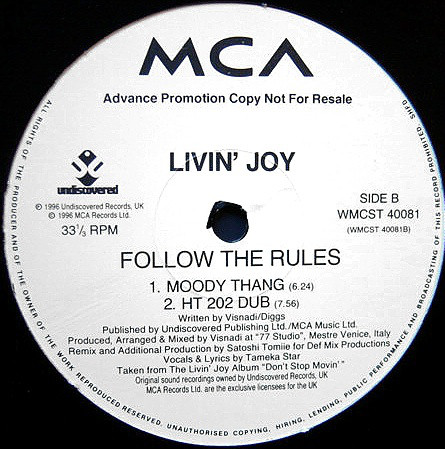 MCA
Advance Promotion Copy Not For Resale
LIVIN' JOY
undiscovered
℗ 1996 Undiscovered Records, UK
© 1996 MCA Records Ltd.
33⅓ RPM
SIDE B
WMCST 40081
(WMCST 40081B)
FOLLOW THE RULES
1. MOODY THANG (6.24)
2. HT 202 DUB (7.56)
Written by Visnadi/Diggs
Published by Undiscovered Publishing Ltd./MCA Music Ltd.
Produced, Arranged & Mixed by Visnadi at "77 Studio", Mestre Venice, Italy
Remix and Additional Production by Satoshi Tomiie for Def Mix Productions
Vocals & Lyrics by Tameka Star
Taken from The Livin' Joy Album "Don't Stop Movin' "
Original sound recordings owned by Undiscovered Records,
MCA Records Ltd. are the exclusive licensees for the UK
ALL RIGHTS OF THE PRODUCER AND OF THE OWNER OF THE WORK REPRODUCED RESERVED. UNAUTHORISED COPYING, HIRING, LENDING, PUBLIC PERFORMANCE AND BROADCASTING OF THIS RECORD PROHIBITED